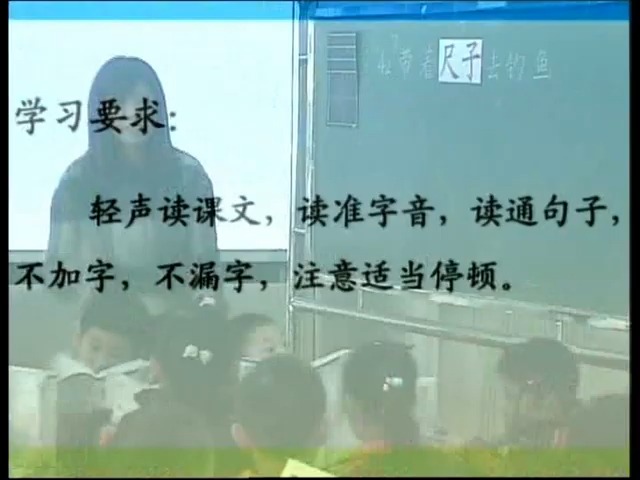 带着尺子去钓鱼
学习要求：
轻声读课文，读准字音，读通句子，
不加字，不漏字，注意适当停顿。